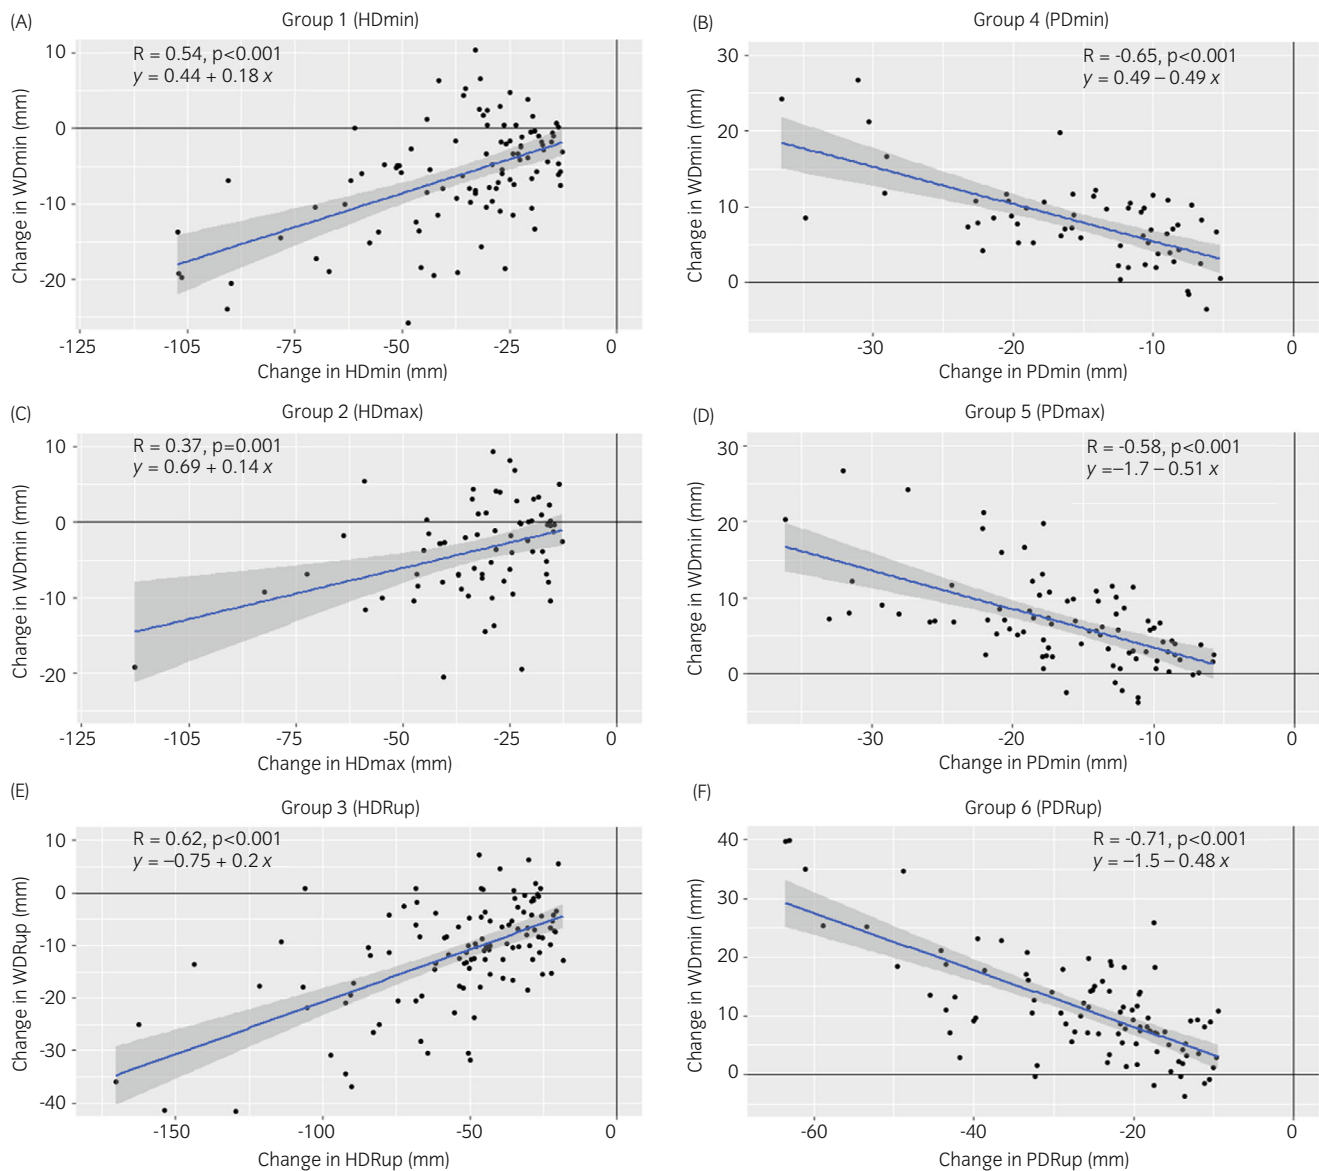 (A)
Group 1 (HDmin)
R = 0.54, p<0.001
y = 0.44 + 0.18 x
Change in WDmin (mm)
10
0
-10
-20
-125
-105
-75
-25
0
Change in HDmin (mm)
(B)
Group 4 (PDmin)
R = -0.65, p<0.001
y = 0.49 – 0.49 x
Change in WDmin (mm)
30
20
10
0
-30
-20
-10
0
Change in PDmin (mm)
(C)
Group 2 (HDmax)
R = 0.37, p=0.001
y = 0.69 + 0.14 x
Change in WDmin (mm)
10
0
-10
-20
-125
-105
-75
-25
0
Change in HDmax (mm)
(D)
Group 5 (PDmax)
R = -0.58, p<0.001
y =–1.7 – 0.51 x
Change in WDmin (mm)
30
20
10
0
-30
-20
-10
0
Change in PDmin (mm)
(E)
Group 3 (HDRup)
R = 0.62, p<0.001
y = –0.75 + 0.2 x
Change in WDRup (mm)
10
0
-10
-20
-30
-40
-150
-100
-50
0
Change in HDRup (mm)
(F)
Group 6 (PDRup)
R = -0.71, p<0.001
y = –1.5 – 0.48 x
Change in WDmin (mm)
40
30
20
10
0
-60
-40
-20
0
Change in PDRup (mm)